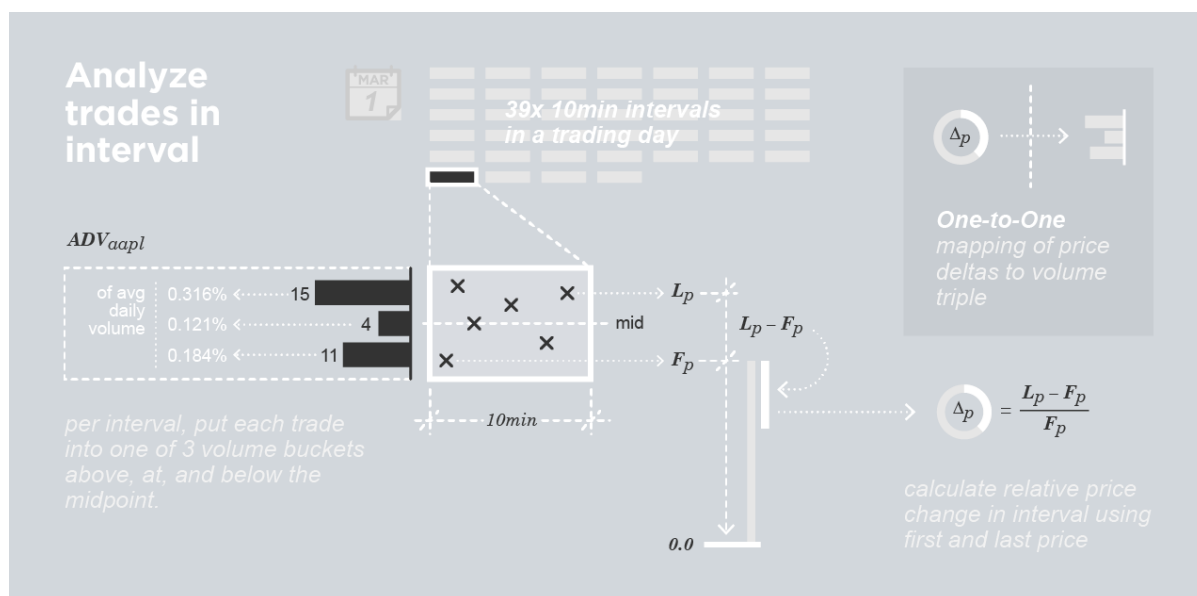 Analyze
trades in
interval
MAR
1
39x 10min intervals
in a trading day
Δp
One-to-One
mapping of price
deltas to volume
triple
ADVaapl
of avg
daily
volume
0.316%
15
0.121%
4
0.184%
11
mid
10min
Lp
Fp
Lp – Fp
0.0
Δp = Lp – Fp
Fp
per interval, put each trade
into one of 3 volume buckets
above, at, and below the
midpoint.
calculate relative price
change in interval using
first and last price